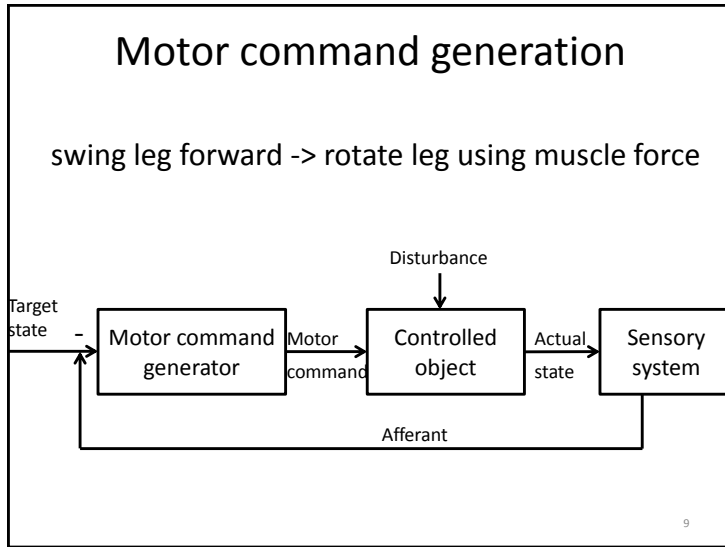 Motor command generation
swing leg forward -> rotate leg using muscle force
Disturbance
Target
state
-
Motor command
generator
Motor
command
Controlled
object
Actual
state
Sensory
system
Afferant
9